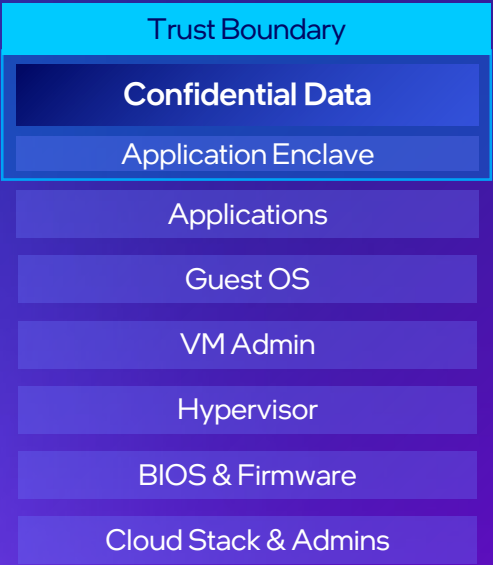 Trust Boundary
Confidential Data
Application Enclave
Applications
Guest OS
VM Admin
Hypervisor
BIOS & Firmware
Cloud Stack & Admins